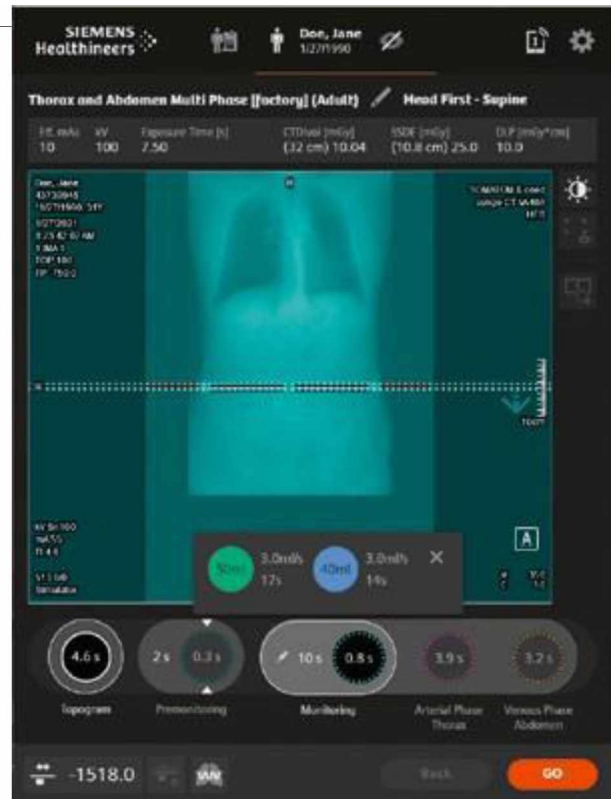 SIEMENS
Healthineers
Doe, Jane
1/27/1990
Thorax and Abdomen Multi Phase [factory] (Adult)
Head First - Supine
Eff. mAs
kV
Exposure Time [s]
CTDIvol [mGy]
SSDE [mGy]
DLP [mGy*cm]
10
100
7.50
(32 cm) 10.04
(10.8 cm) 25.0
10.0
Doe, Jane
H
10cm
A
50ml
3.0ml/s
17s
40ml
3.0ml/s
14s
4.6 s
2 s
0.3 s
10 s
0.8 s
3.9 s
3.2 s
Topogram
Premonitoring
Monitoring
Arterial Phase
Thorax
Venous Phase
Abdomen
-1518.0
Back
GO